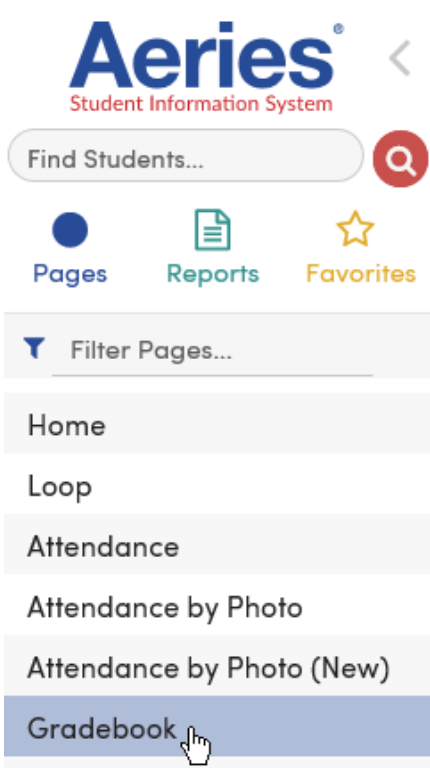 Aeries®
Student Information System
Find Students...
Pages Reports Favorites
Filter Pages...
Home
Loop
Attendance
Attendance by Photo
Attendance by Photo (New)
Gradebook